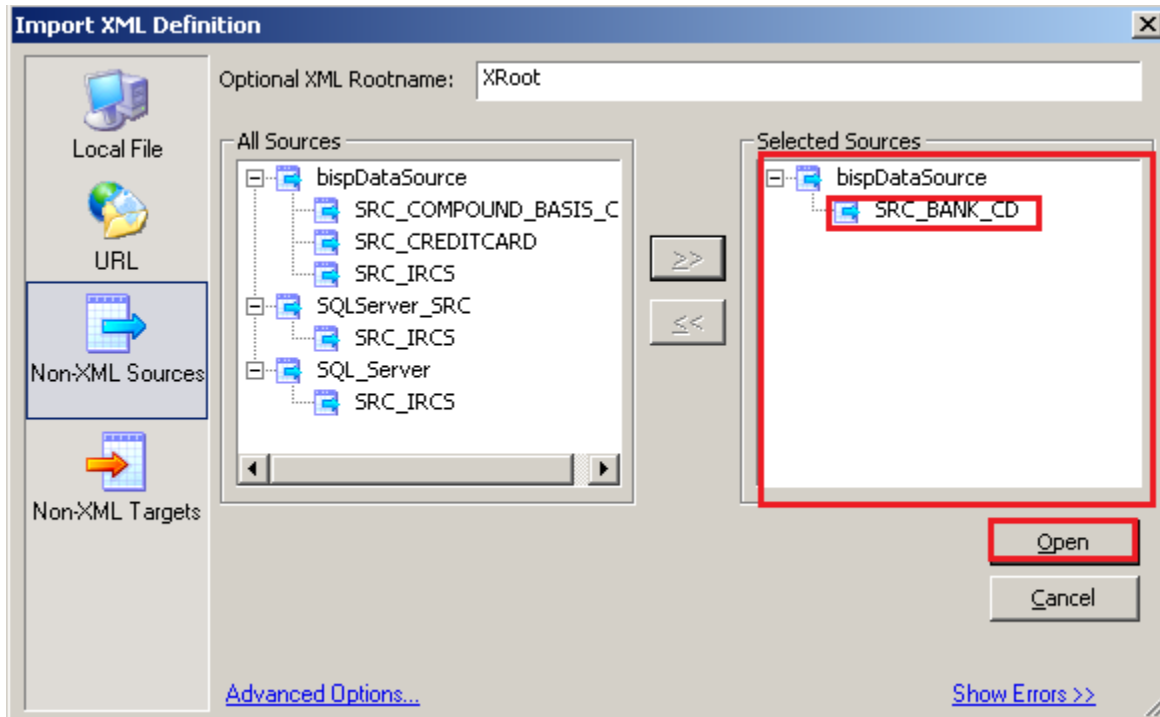 Import XML Definition
Optional XML Rootname: XRoot
Local File
URL
Non-XML Sources
Non-XML Targets
All Sources
bispDataSource
SRC_COMPOUND_BASIS_C
SRC_CREDITCARD
SRC_IRCS
SQLServer_SRC
SRC_IRCS
SQL_Server
SRC_IRCS
>>
<<
Selected Sources
bispDataSource
SRC_BANK_CD
Open
Cancel
Advanced Options...
Show Errors >>